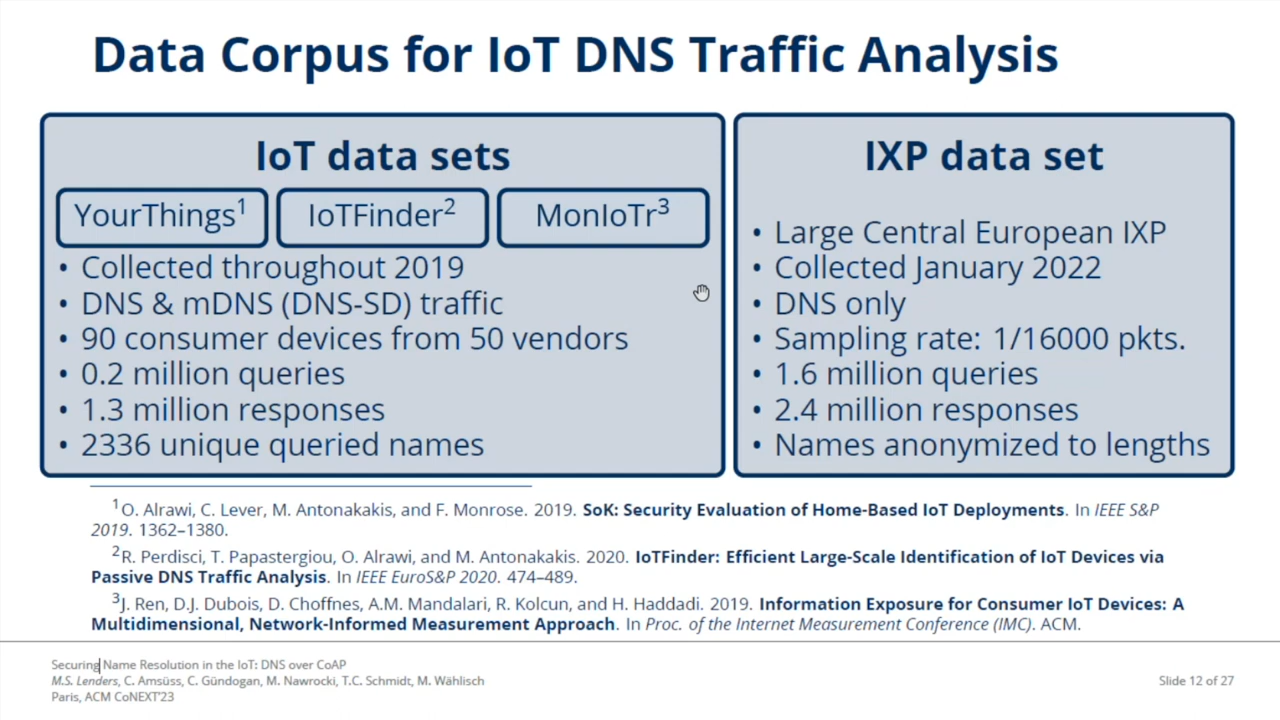 Data Corpus for IoT DNS Traffic Analysis
IoT data sets
YourThings¹
IoTFinder²
MonIoTr³
• Collected throughout 2019
• DNS & mDNS (DNS-SD) traffic
• 90 consumer devices from 50 vendors
• 0.2 million queries
• 1.3 million responses
• 2336 unique queried names
IXP data set
• Large Central European IXP
• Collected January 2022
• DNS only
• Sampling rate: 1/16000 pkts.
• 1.6 million queries
• 2.4 million responses
• Names anonymized to lengths
¹O. Alrawi, C. Lever, M. Antonakakis, and F. Monrose. 2019. SoK: Security Evaluation of Home-Based IoT Deployments. In IEEE S&P
2019. 1362–1380.
²R. Perdisci, T. Papastergiou, O. Alrawi, and M. Antonakakis. 2020. IoTFinder: Efficient Large-Scale Identification of IoT Devices via
Passive DNS Traffic Analysis. In IEEE EuroS&P 2020. 474–489.
³J. Ren, D.J. Dubois, D. Choffnes, A.M. Mandalari, R. Kolcun, and H. Haddadi. 2019. Information Exposure for Consumer IoT Devices: A
Multidimensional, Network-Informed Measurement Approach. In Proc. of the Internet Measurement Conference (IMC). ACM.
Securing Name Resolution in the IoT: DNS over CoAP
M.S. Lenders, C. Amsüss, C. Gündogan, M. Nawrocki, T.C. Schmidt, M. Wählisch
Paris, ACM CoNEXT'23
Slide 12 of 27